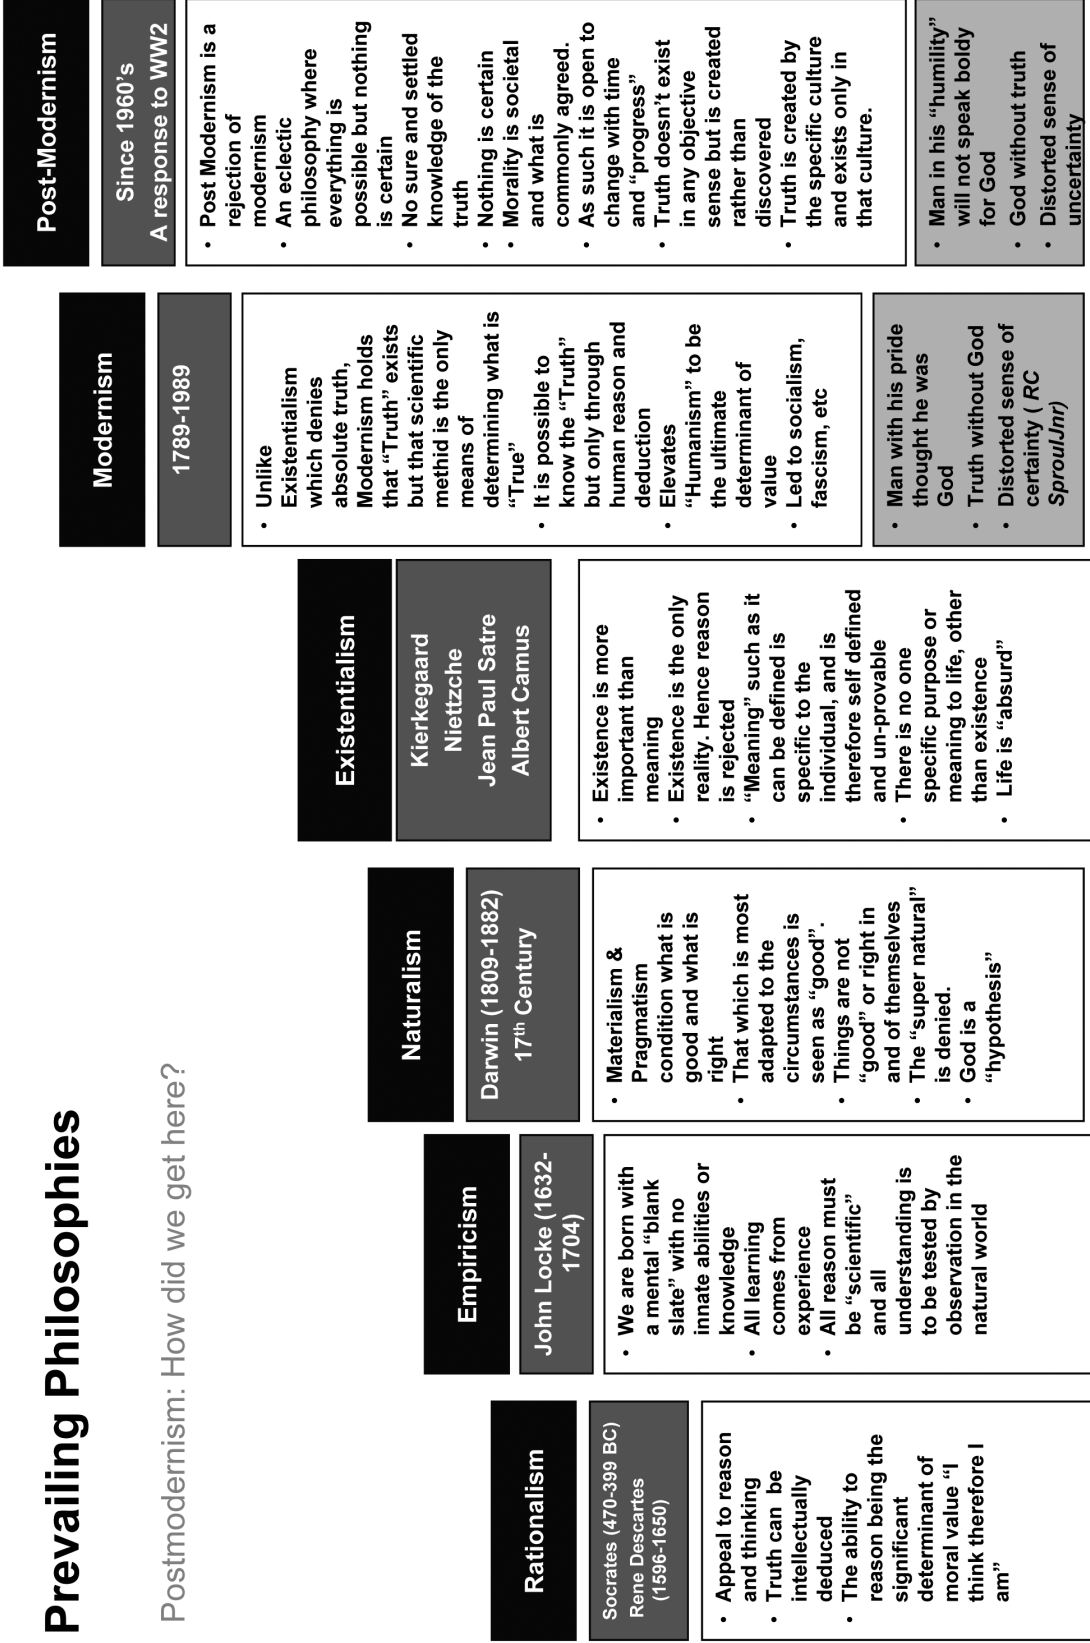 Prevailing Philosophies
Postmodernism: How did we get here?
Rationalism
Socrates (470-399 BC)
Rene Descartes
(1596-1650)
• Appeal to reason
and thinking
• Truth can be
intellectually
deduced
• The ability to
reason being the
significant
determinant of
moral value “I
think therefore I
am”
Empiricism
John Locke (1632-
1704)
• We are born with
a mental “blank
slate” with no
innate abilities or
knowledge
• All learning
comes from
experience
• All reason must
be “scientific”
and all
understanding is
to be tested by
observation in the
natural world
Naturalism
Darwin (1809-1882)
17th Century
• Materialism &
Pragmatism
condition what is
good and what is
right
• That which is most
adapted to the
circumstances is
seen as “good”.
• Things are not
“good” or right in
and of themselves
• The “super natural”
is denied.
• God is a
“hypothesis”
Existentialism
Kierkegaard
Niettzche
Jean Paul Satre
Albert Camus
• Existence is more
important than
meaning
• Existence is the only
reality. Hence reason
is rejected
• “Meaning” such as it
can be defined is
specific to the
individual, and is
therefore self defined
and un-provable
• There is no one
specific purpose or
meaning to life, other
than existence
• Life is “absurd”
Modernism
1789-1989
• Unlike
Existentialism
which denies
absolute truth,
Modernism holds
that “Truth” exists
but that scientific
methid is the only
means of
determining what is
“True”
• It is possible to
know the “Truth”
but only through
human reason and
deduction
• Elevates
“Humanism” to be
the ultimate
determinant of
value
• Led to socialism,
fascism, etc
• Man with his pride
thought he was
God
• Truth without God
• Distorted sense of
certainty ( RC
SproulJnr)
Post-Modernism
Since 1960’s
A response to WW2
• Post Modernism is a
rejection of
modernism
• An eclectic
philosophy where
everything is
possible but nothing
is certain
• No sure and settled
knowledge of the
truth
• Nothing is certain
• Morality is societal
and what is
commonly agreed.
• As such it is open to
change with time
and “progress”
• Truth doesn’t exist
in any objective
sense but is created
rather than
discovered
• Truth is created by
the specific culture
and exists only in
that culture.
• Man in his “humility”
will not speak boldy
for God
• God without truth
• Distorted sense of
uncertainty